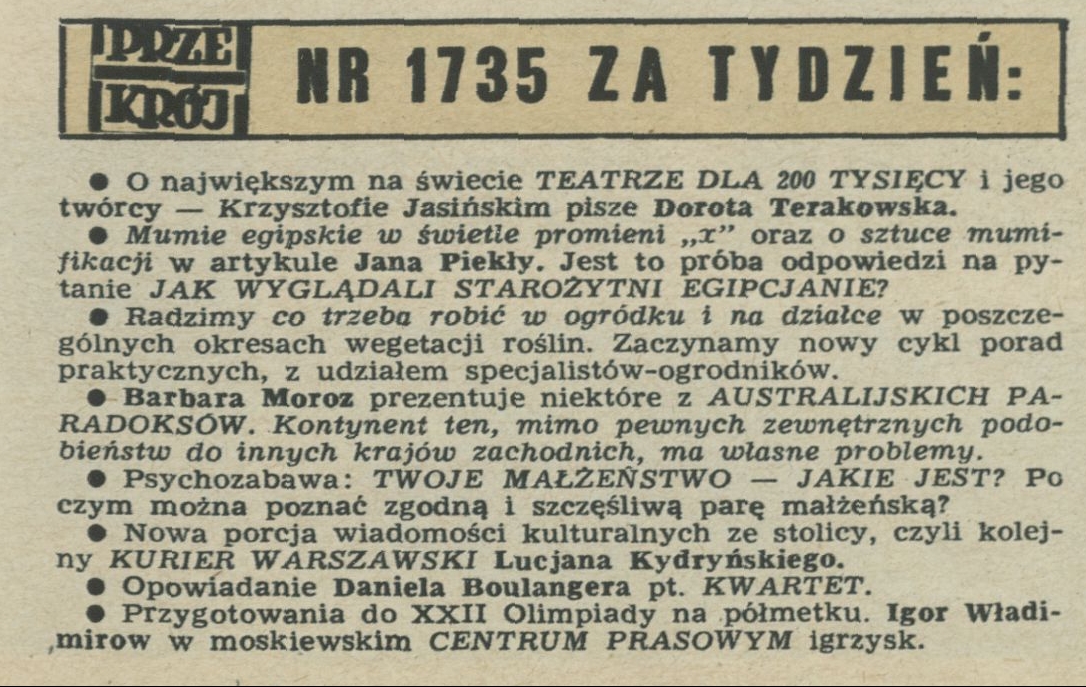 PRZE
KRÓJ
NR 1735 ZA TYDZIEŃ:
● O największym na świecie TEATRZE DLA 200 TYSIĘCY i jego
twórcy — Krzysztofie Jasińskim pisze Dorota Terakowska.
● Mumie egipskie w świetle promieni „x” oraz o sztuce mumi-
fikacji w artykule Jana Piekły. Jest to próba odpowiedzi na py-
tanie JAK WYGLĄDALI STAROŻYTNI EGIPCJANIE?
● Radzimy co trzeba robić w ogródku i na działce w poszcze-
gólnych okresach wegetacji roślin. Zaczynamy nowy cykl porad
praktycznych, z udziałem specjalistów-ogrodników.
● Barbara Moroz prezentuje niektóre z AUSTRALIJSKICH PA-
RADOKSÓW. Kontynent ten, mimo pewnych zewnętrznych podo-
bieństw do innych krajów zachodnich, ma własne problemy.
● Psychozabawa: TWOJE MAŁŻEŃSTWO — JAKIE JEST? Po
czym można poznać zgodną i szczęśliwą parę małżeńską?
● Nowa porcja wiadomości kulturalnych ze stolicy, czyli kolej-
ny KURIER WARSZAWSKI Lucjana Kydryńskiego.
● Opowiadanie Daniela Boulangera pt. KWARTET.
● Przygotowania do XXII Olimpiady na półmetku. Igor Władi-
mirow w moskiewskim CENTRUM PRASOWYM igrzysk.